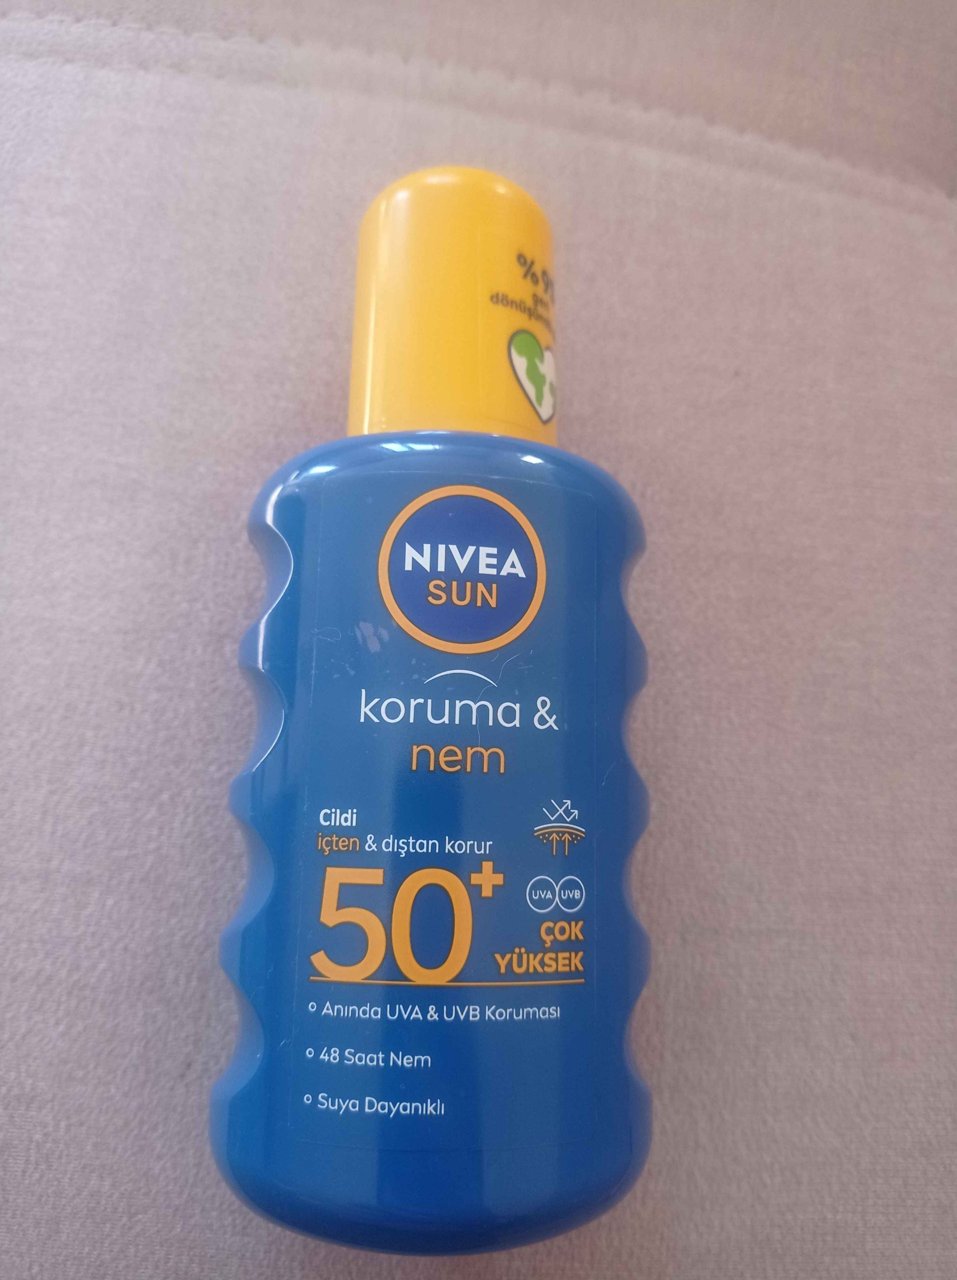 NIVEA
SUN
koruma &
nem
Cildi
içten & dıştan korur
50+
UVA UVB
ÇOK
YÜKSEK
° Anında UVA & UVB Koruması
° 48 Saat Nem
° Suya Dayanıklı